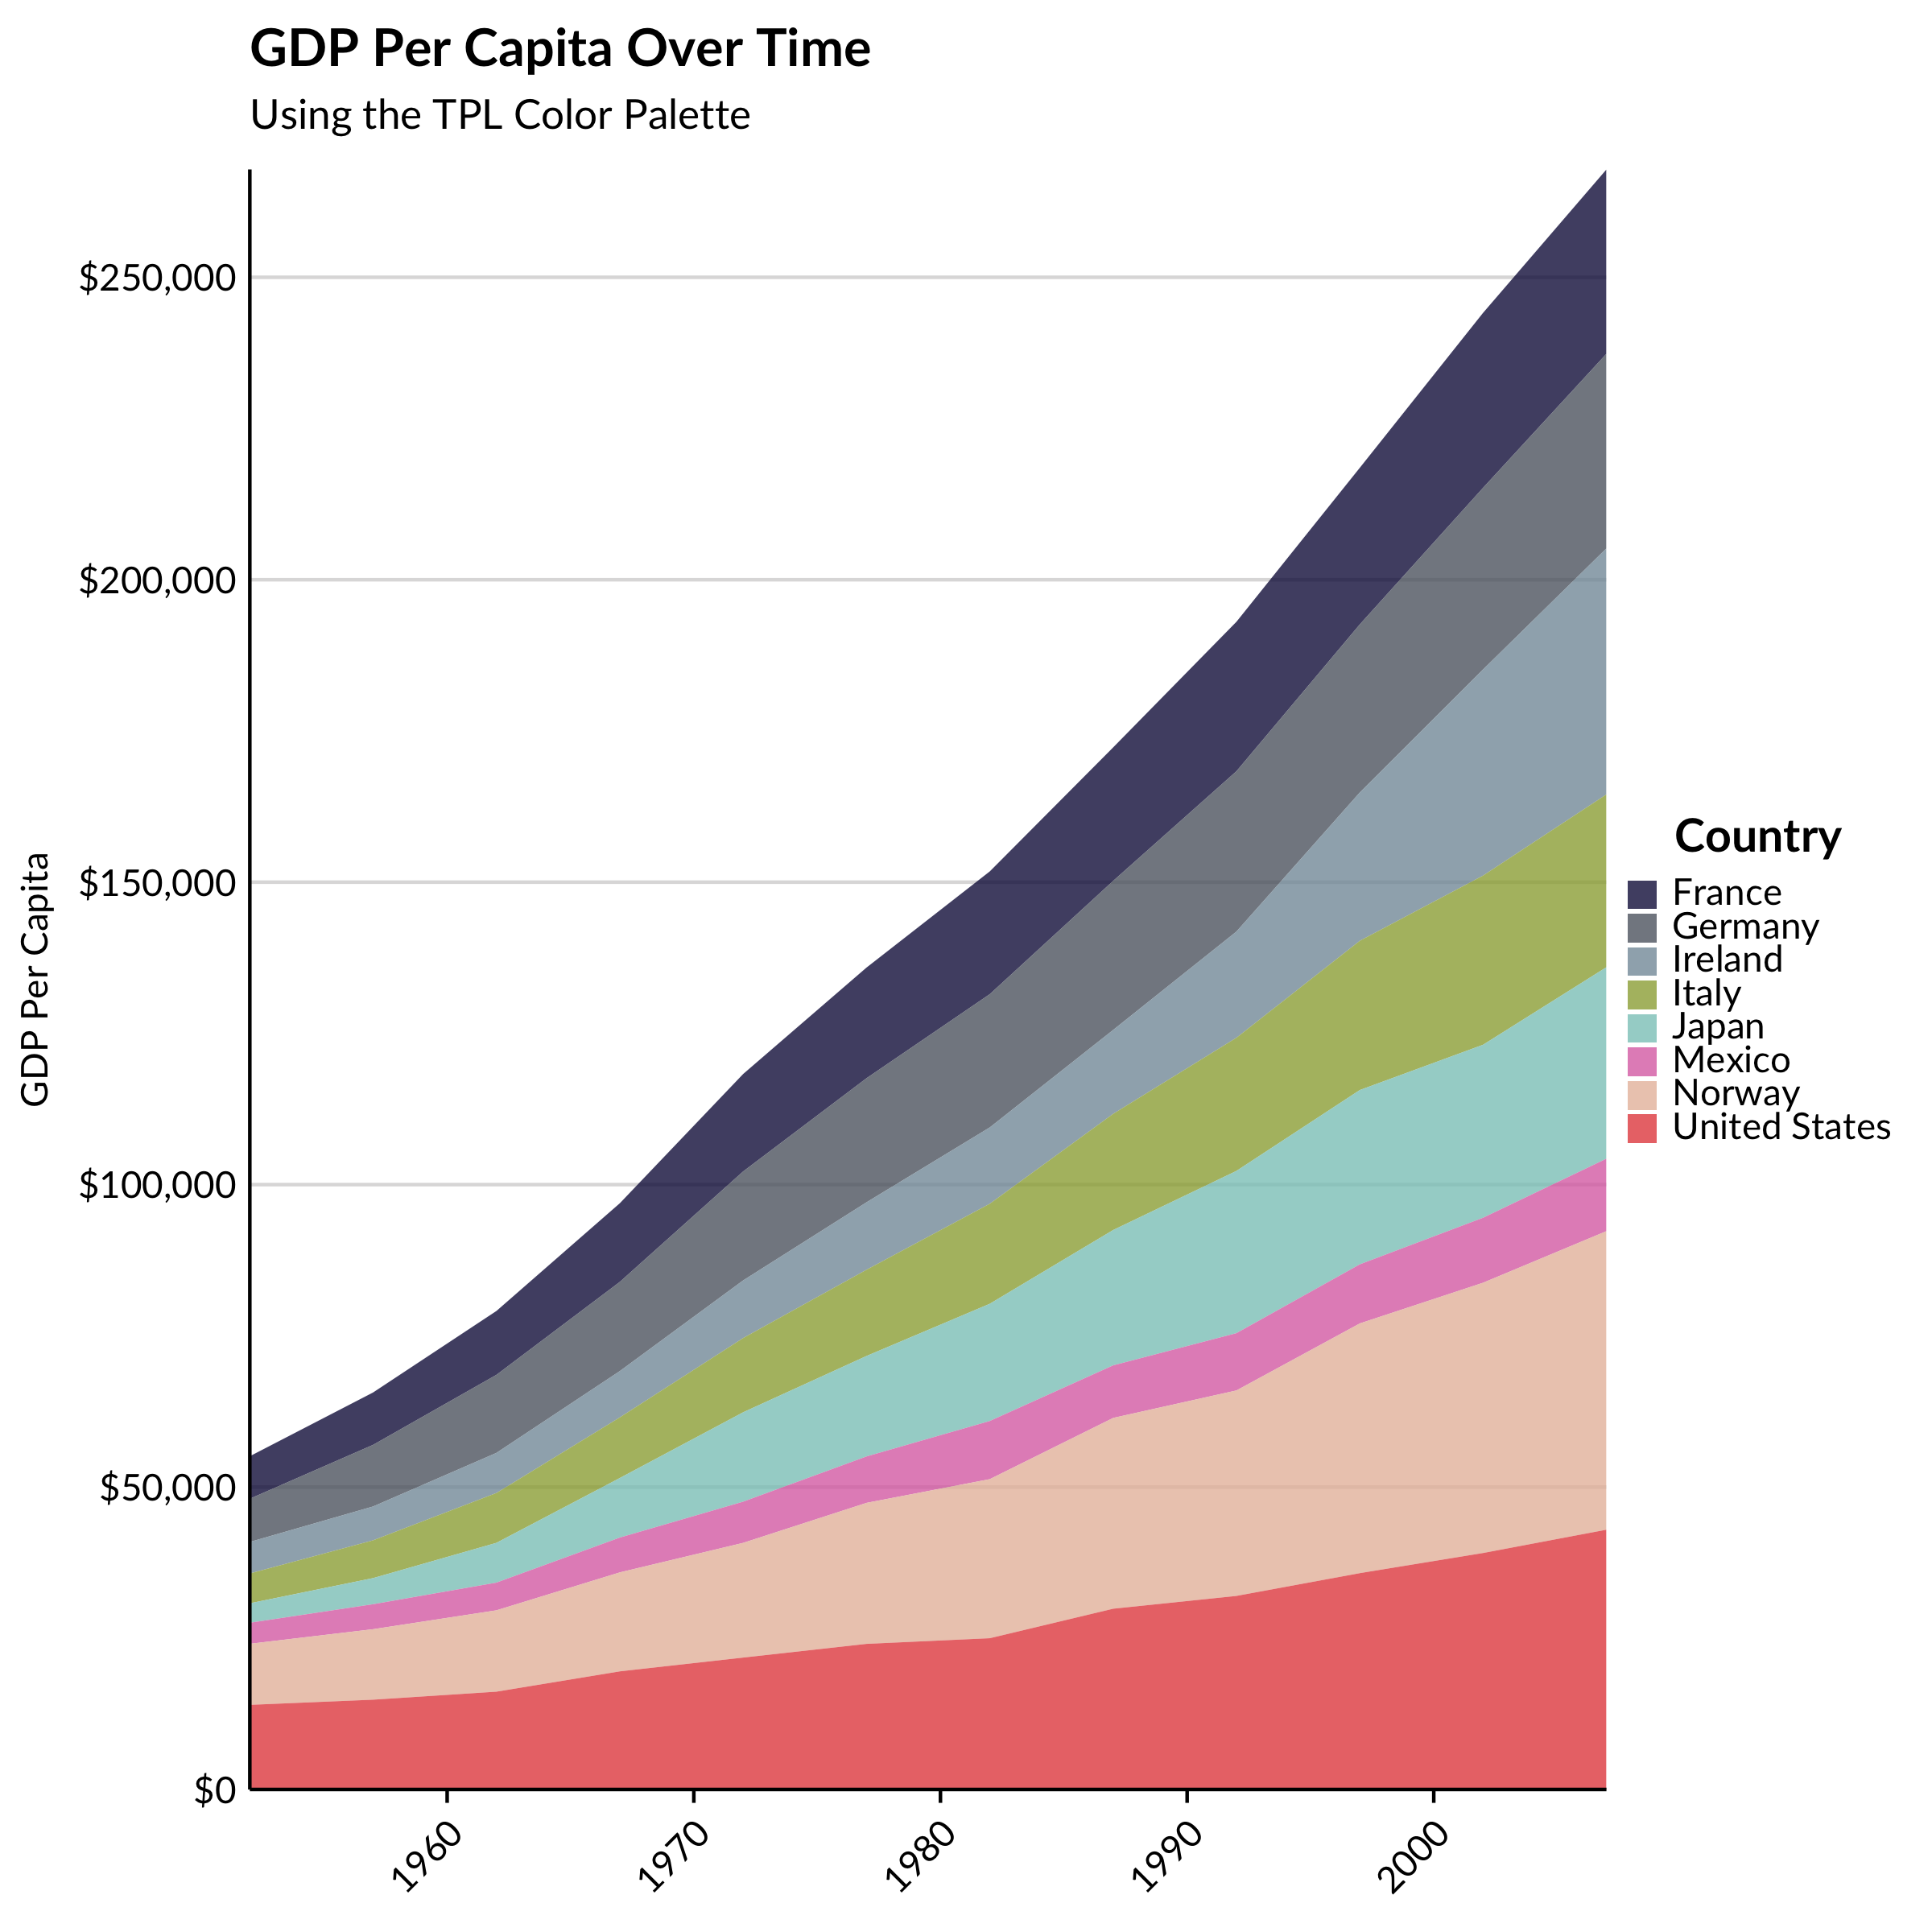 GDP Per Capita Over Time
Using the TPL Color Palette
GDP Per Capita
$250,000
$200,000
$150,000
$100,000
$50,000
$0
1960
1970
1980
1990
2000
Country
France
Germany
Ireland
Italy
Japan
Mexico
Norway
United States